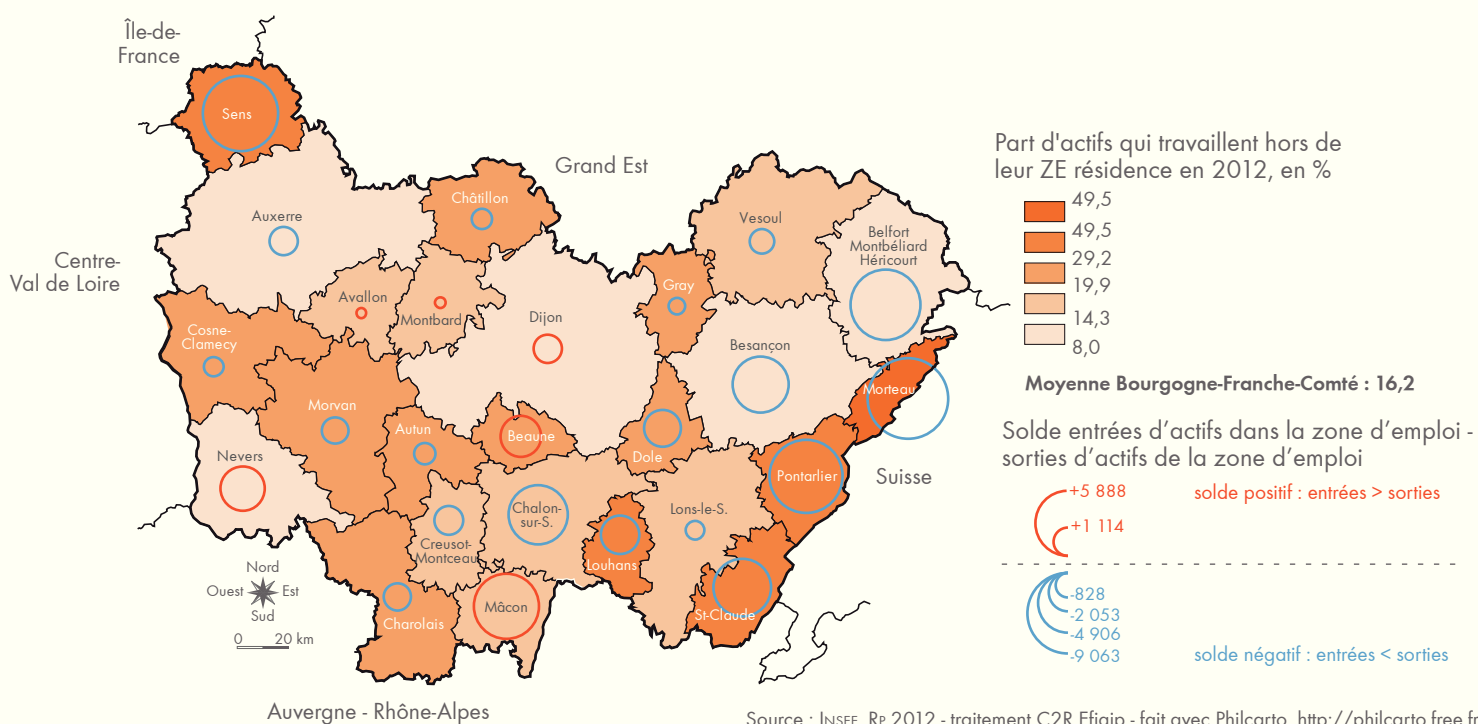 Île-de-
France
Sens
Grand Est
Châtillon
Auxerre
Vesoul
Belfort
Montbéliard
Héricourt
Centre-
Val de Loire
Avallon
Montbard
Gray
Dijon
Cosne-
Clamecy
Besançon
Morteau
Morvan
Autun
Beaune
Dole
Nevers
Pontarlier
Suisse
Chalon-
sur-S.
Lons-le-S.
Creusot-
Montceau
Louhans
Nord
Ouest
Est
Sud
Mâcon
St-Claude
Charolais
0 20 km
Auvergne - Rhône-Alpes
Part d'actifs qui travaillent hors de
leur ZE résidence en 2012, en %
49,5
49,5
29,2
19,9
14,3
8,0
Moyenne Bourgogne-Franche-Comté : 16,2
Solde entrées d’actifs dans la zone d’emploi -
sorties d’actifs de la zone d’emploi
+5 888
solde positif : entrées > sorties
+1 114
-828
-2 053
-4 906
-9 063
solde négatif : entrées < sorties
Source : INSEE, RP 2012 - traitement C2R Efigip - fait avec Philcarto, http://philcarto.free.fr